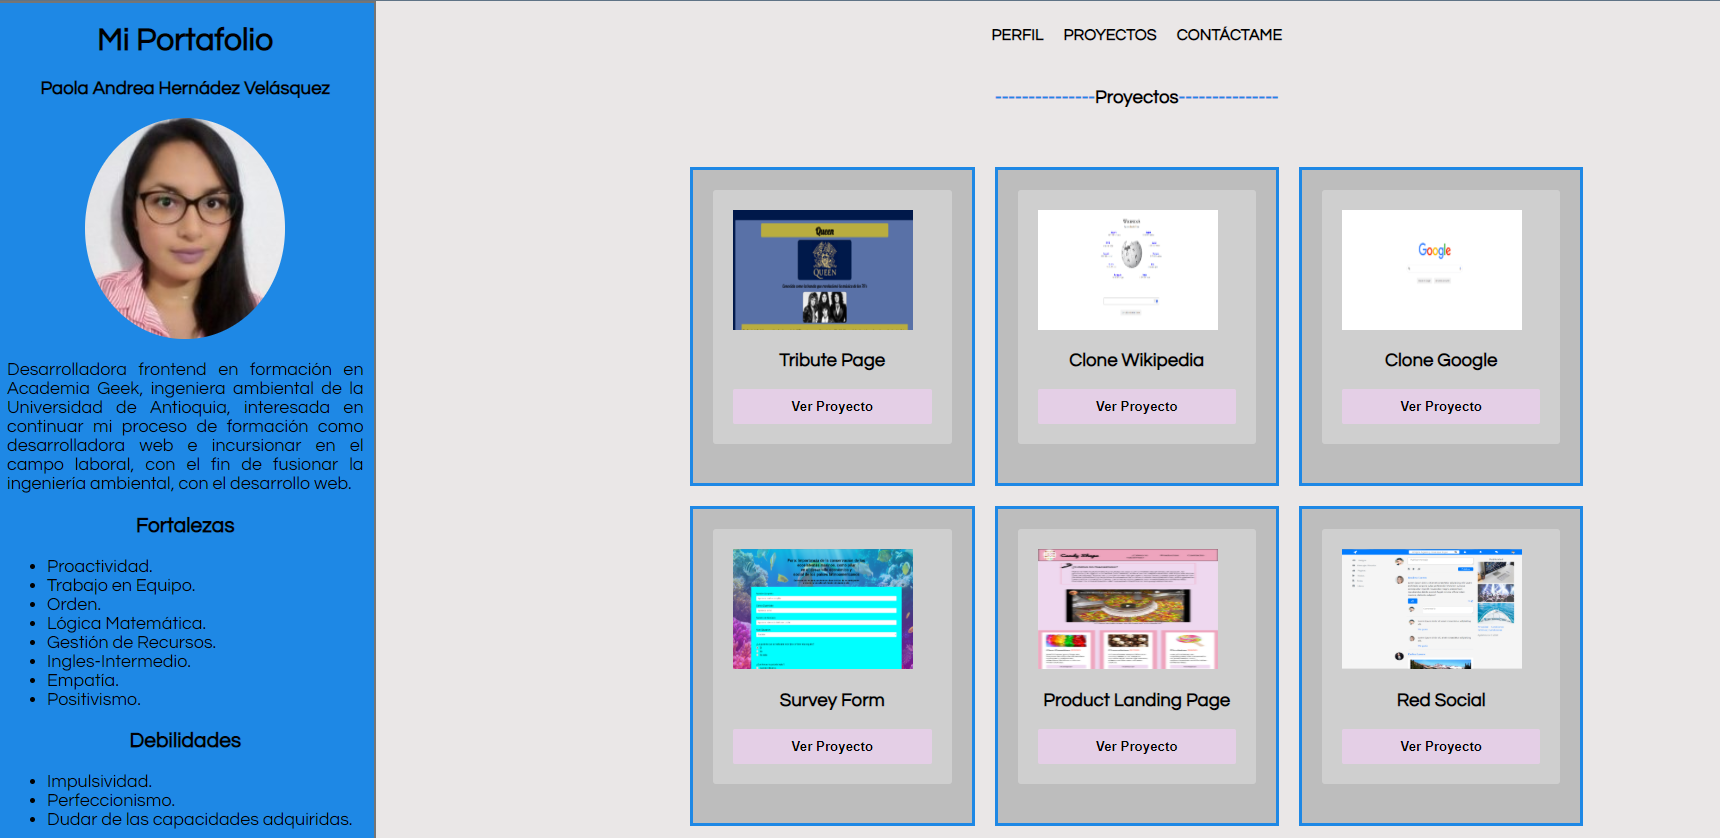 Mi Portafolio
Paola Andrea Hernádez Velásquez
Desarrolladora frontend en formación en
Academia Geek, ingeniera ambiental de la
Universidad de Antioquia, interesada en
continuar mi proceso de formación como
desarrolladora web e incursionar en el
campo laboral, con el fin de fusionar la
ingeniería ambiental, con el desarrollo web.
Fortalezas
Proactividad.
Trabajo en Equipo.
Orden.
Lógica Matemática.
Gestión de Recursos.
Ingles-Intermedio.
Empatía.
Positivismo.
Debilidades
Impulsividad.
Perfeccionismo.
Dudar de las capacidades adquiridas.
PERFIL PROYECTOS CONTÁCTAME
---------------Proyectos---------------
Queen
QUEEN
Tribute Page
Ver Proyecto
Clone Wikipedia
Ver Proyecto
Google
Clone Google
Ver Proyecto
Survey Form
Ver Proyecto
Candy Shop
Product Landing Page
Ver Proyecto
Red Social
Ver Proyecto